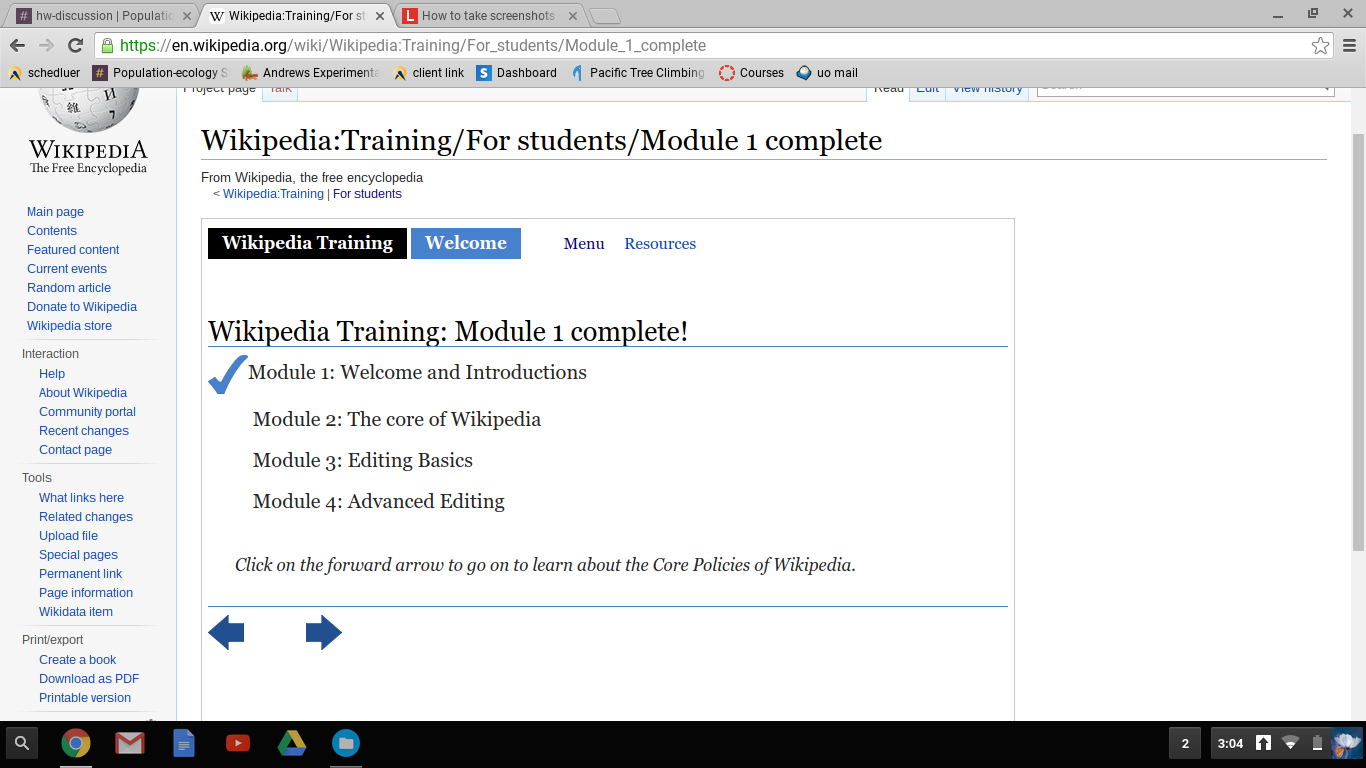 hw-discussion | Populatio
Wikipedia:Training/For st
How to take screenshots
https://en.wikipedia.org/wiki/Wikipedia:Training/For_students/Module_1_complete
schedluer
Population-ecology S
Andrews Experimenta
client link
Dashboard
Pacific Tree Climbing
Courses
uo mail
Project page
Talk
Read
Edit
View history
Search
WIKIPEDIA
The Free Encyclopedia
Main page
Contents
Featured content
Current events
Random article
Donate to Wikipedia
Wikipedia store
Interaction
Help
About Wikipedia
Community portal
Recent changes
Contact page
Tools
What links here
Related changes
Upload file
Special pages
Permanent link
Page information
Wikidata item
Print/export
Create a book
Download as PDF
Printable version
Wikipedia:Training/For students/Module 1 complete
From Wikipedia, the free encyclopedia
< Wikipedia:Training | For students
Wikipedia Training Welcome Menu Resources
Wikipedia Training: Module 1 complete!
Module 1: Welcome and Introductions
Module 2: The core of Wikipedia
Module 3: Editing Basics
Module 4: Advanced Editing
Click on the forward arrow to go on to learn about the Core Policies of Wikipedia.
2
3:04